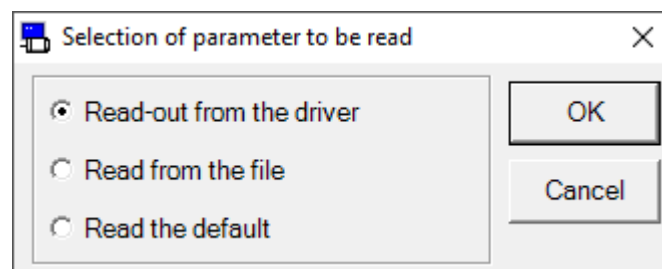 Selection of parameter to be read
Read-out from the driver
OK
Read from the file
Cancel
Read the default